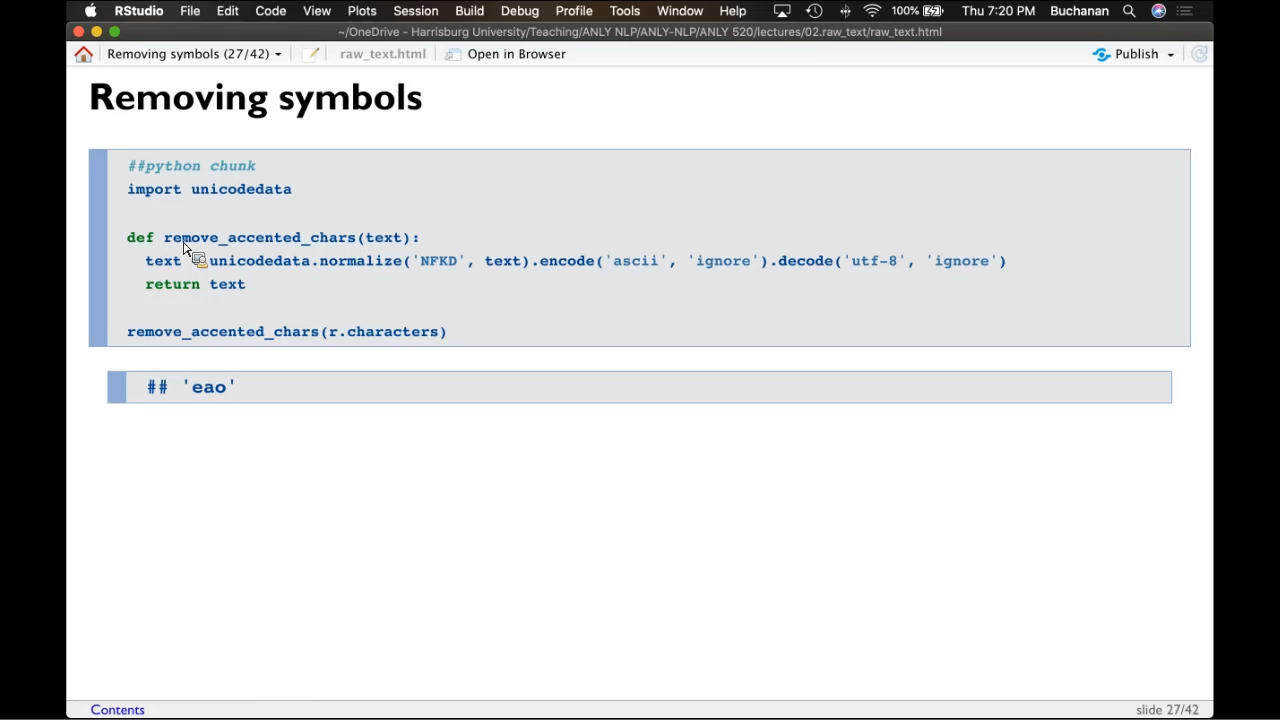 RStudio File Edit Code View Plots Session Build Debug Profile Tools Window Help 100% Thu 7:20 PM Buchanan
~/OneDrive - Harrisburg University/Teaching/ANLY NLP/ANLY-NLP/ANLY 520/lectures/02.raw_text/raw_text.html
Removing symbols (27/42) raw_text.html Open in Browser Publish
Removing symbols
##python chunk
import unicodedata
def remove_accented_chars(text):
text unicodedata.normalize('NFKD', text).encode('ascii', 'ignore').decode('utf-8', 'ignore')
return text
remove_accented_chars(r.characters)
## 'eao'
Contents slide 27/42